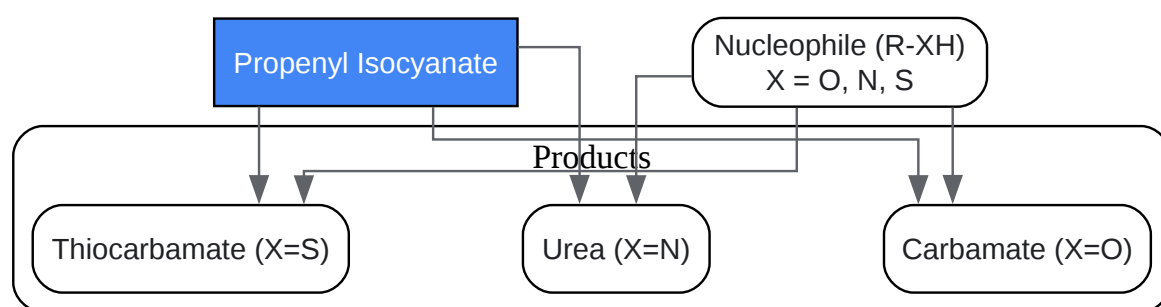 Propenyl Isocyanate
Nucleophile (R-XH)
X = O, N, S
Products
Thiocarbamate (X=S)
Urea (X=N)
Carbamate (X=O)